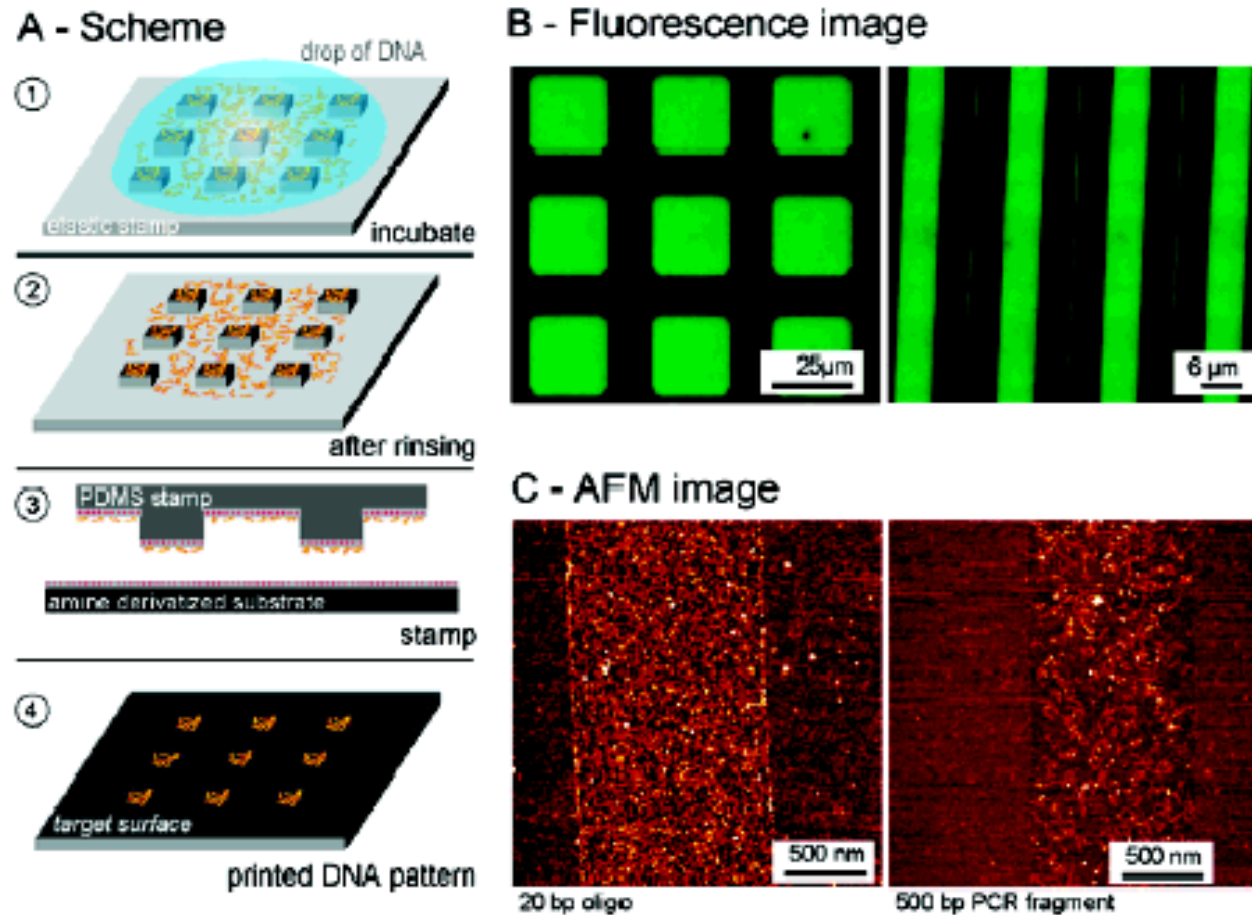 A - Scheme
drop of DNA
1
elastic stamp
incubate
2
after rinsing
3
PDMS stamp
amine derivatized substrate
stamp
4
target surface
printed DNA pattern
B - Fluorescence image
25µm
6 µm
C - AFM image
500 nm
500 nm
20 bp oligo
500 bp PCR fragment